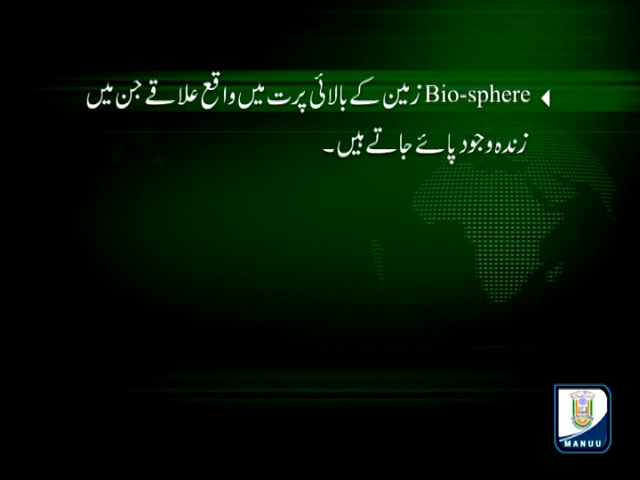 Bio-sphere زمین کے بالائی پرت میں واقع علاقے جن میں
زندہ وجود پائے جاتے ہیں۔
MANUU